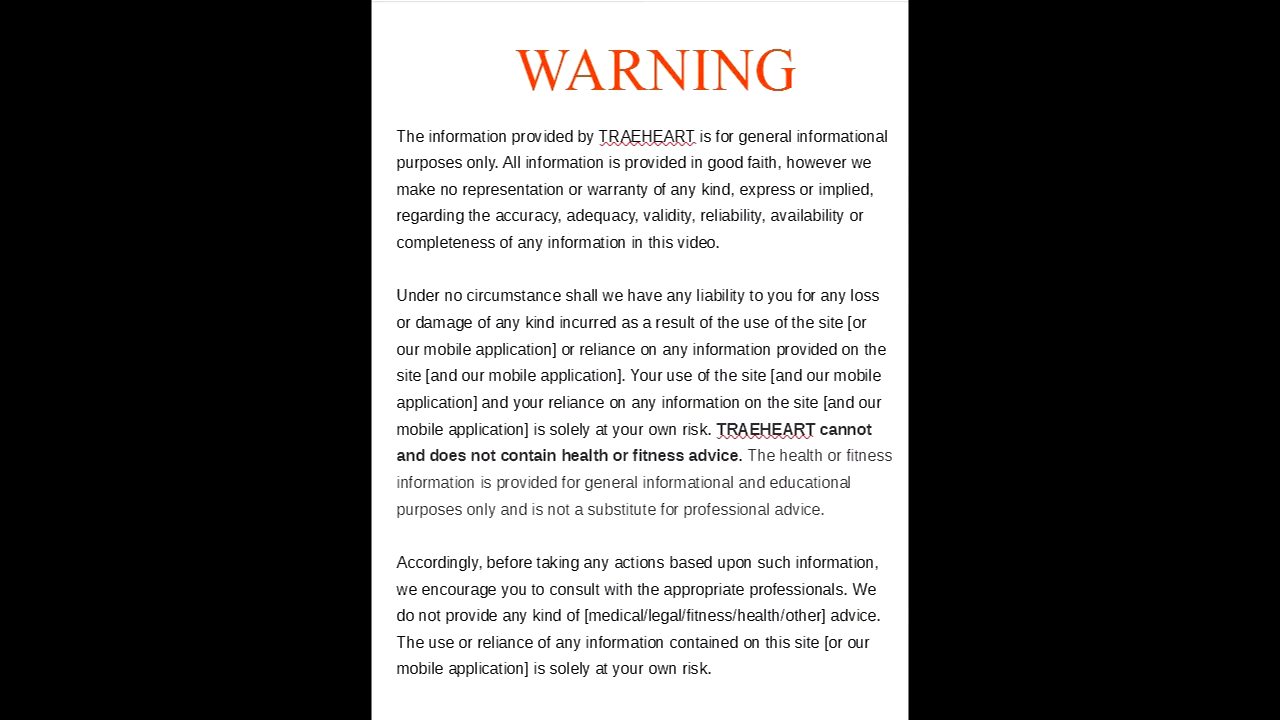 WARNING
The information provided by TRAEHEART is for general informational
purposes only. All information is provided in good faith, however we
make no representation or warranty of any kind, express or implied,
regarding the accuracy, adequacy, validity, reliability, availability or
completeness of any information in this video.
Under no circumstance shall we have any liability to you for any loss
or damage of any kind incurred as a result of the use of the site [or
our mobile application] or reliance on any information provided on the
site [and our mobile application]. Your use of the site [and our mobile
application] and your reliance on any information on the site [and our
mobile application] is solely at your own risk. TRAEHEART cannot
and does not contain health or fitness advice. The health or fitness
information is provided for general informational and educational
purposes only and is not a substitute for professional advice.
Accordingly, before taking any actions based upon such information,
we encourage you to consult with the appropriate professionals. We
do not provide any kind of [medical/legal/fitness/health/other] advice.
The use or reliance of any information contained on this site [or our
mobile application] is solely at your own risk.